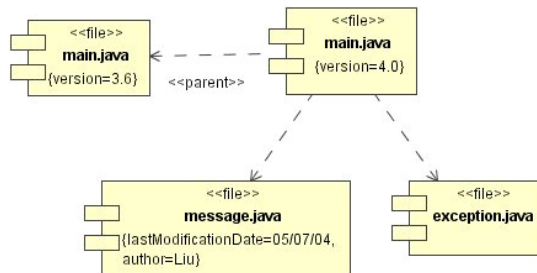 <<file>>
main.java
{version=3.6}
<<parent>>
<<file>>
main.java
{version=4.0}
<<file>>
message.java
{lastModificationDate=05/07/04,
author=Liu}
<<file>>
exception.java